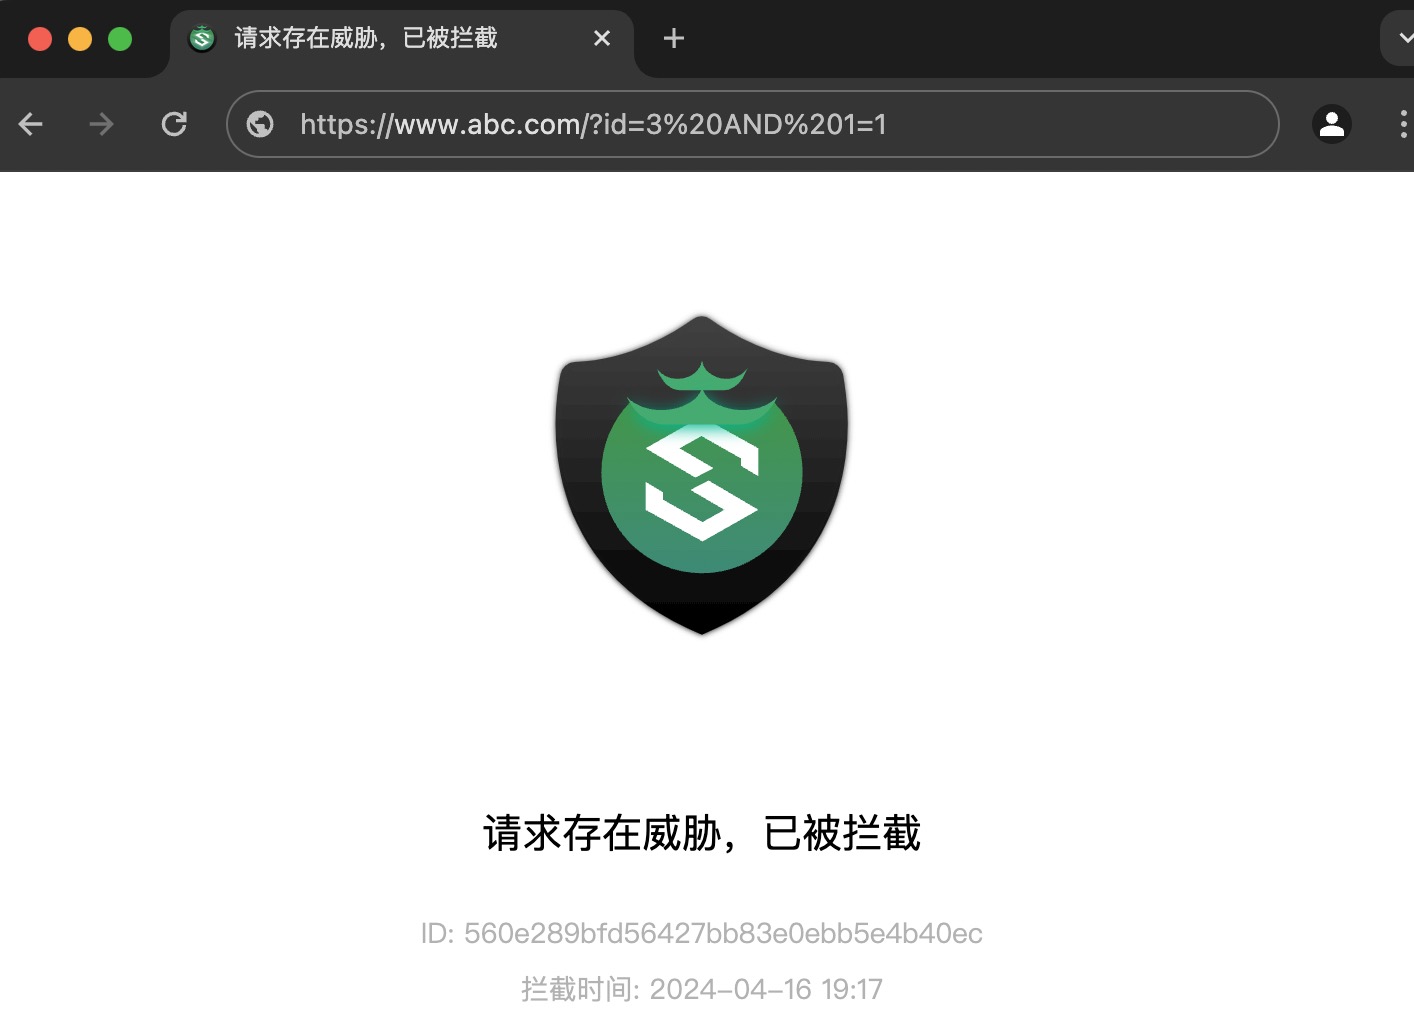 请求存在威胁，已被拦截
https://www.abc.com/?id=3%20AND%201=1
请求存在威胁，已被拦截
ID: 560e289bfd56427bb83e0ebb5e4b40ec
拦截时间: 2024-04-16 19:17